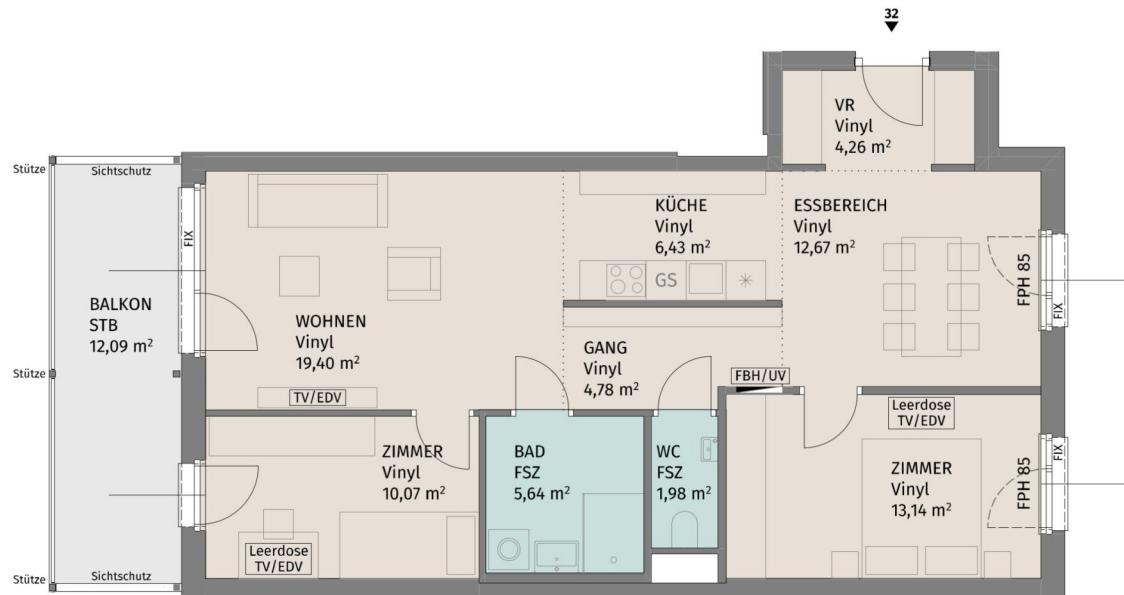 32
VR
Vinyl
4,26 m²
Stütze
Sichtschutz
FIX
KÜCHE
Vinyl
6,43 m²
GS
ESSBEREICH
Vinyl
12,67 m²
FPH 85
FIX
BALKON
STB
12,09 m²
WOHNEN
Vinyl
19,40 m²
TV/EDV
GANG
Vinyl
4,78 m²
FBH/UV
Stütze
ZIMMER
Vinyl
10,07 m²
Leerdose
TV/EDV
BAD
FSZ
5,64 m²
WC
FSZ
1,98 m²
Leerdose
TV/EDV
ZIMMER
Vinyl
13,14 m²
FPH 85
FIX
Stütze
Sichtschutz